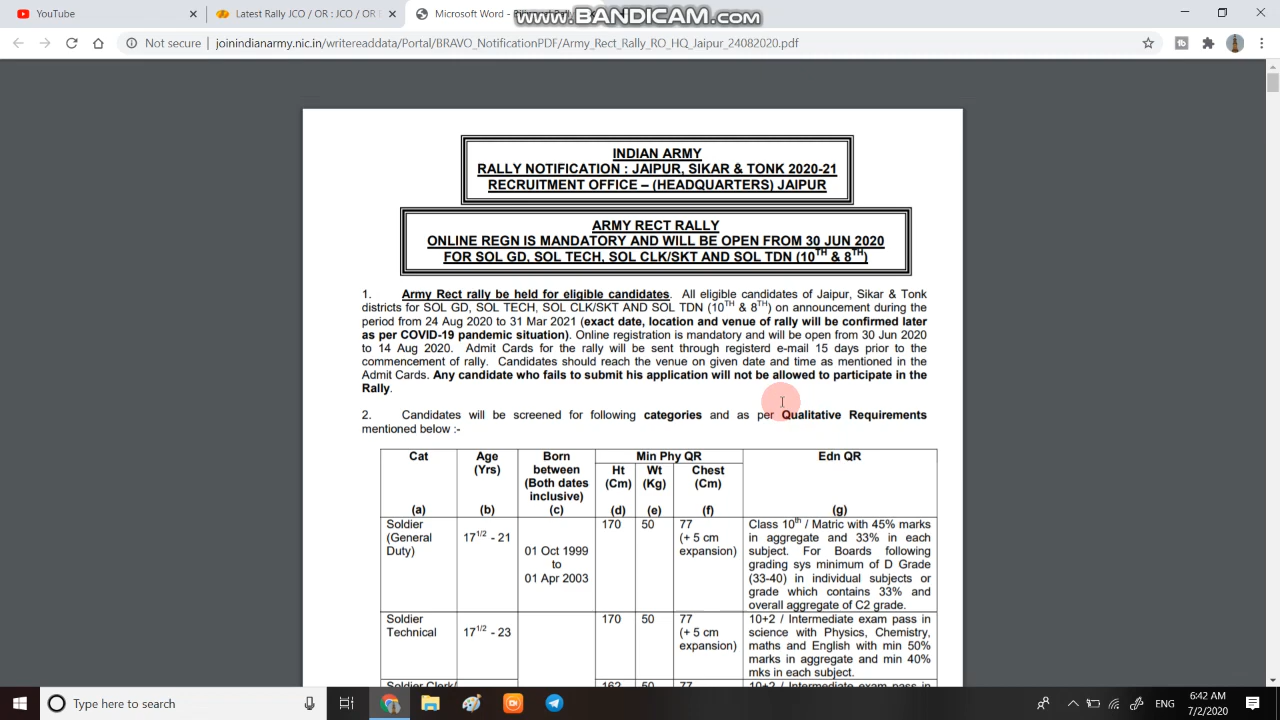 YouTube
Latest Rally JCO / OR : JCO / OR
Microsoft Word -
www.BANDICAM.com
Not secure
joinindianarmy.nic.in/writereaddata/Portal/BRAVO_NotificationPDF/Army_Rect_Rally_RO_HQ_Jaipur_24082020.pdf
INDIAN ARMY
RALLY NOTIFICATION : JAIPUR, SIKAR & TONK 2020-21
RECRUITMENT OFFICE – (HEADQUARTERS) JAIPUR
ARMY RECT RALLY
ONLINE REGN IS MANDATORY AND WILL BE OPEN FROM 30 JUN 2020
FOR SOL GD, SOL TECH, SOL CLK/SKT AND SOL TDN (10TH & 8TH)
1. Army Rect rally be held for eligible candidates. All eligible candidates of Jaipur, Sikar & Tonk
districts for SOL GD, SOL TECH, SOL CLK/SKT AND SOL TDN (10TH & 8TH) on announcement during the
period from 24 Aug 2020 to 31 Mar 2021 (exact date, location and venue of rally will be confirmed later
as per COVID-19 pandemic situation). Online registration is mandatory and will be open from 30 Jun 2020
to 14 Aug 2020. Admit Cards for the rally will be sent through registerd e-mail 15 days prior to the
commencement of rally. Candidates should reach the venue on given date and time as mentioned in the
Admit Cards. Any candidate who fails to submit his application will not be allowed to participate in the
Rally.
2. Candidates will be screened for following categories and as per Qualitative Requirements
mentioned below :-
Cat
(a)
Age
(Yrs)
(b)
Born
between
(Both dates
inclusive)
(c)
Min Phy QR
Ht
(Cm)
(d)
Wt
(Kg)
(e)
Chest
(Cm)
(f)
Edn QR
(g)
Soldier
(General
Duty)
17 1/2 - 21
01 Oct 1999
to
01 Apr 2003
170
50
77
(+ 5 cm
expansion)
Class 10th / Matric with 45% marks
in aggregate and 33% in each
subject. For Boards following
grading sys minimum of D Grade
(33-40) in individual subjects or
grade which contains 33% and
overall aggregate of C2 grade.
Soldier
Technical
17 1/2 - 23
170
50
77
(+ 5 cm
expansion)
10+2 / Intermediate exam pass in
science with Physics, Chemistry,
maths and English with min 50%
marks in aggregate and min 40%
mks in each subject.
Soldier Clerk/
162
50
77
10+2 / Intermediate exam pass in
Type here to search
ENG
6:42 AM
7/2/2020